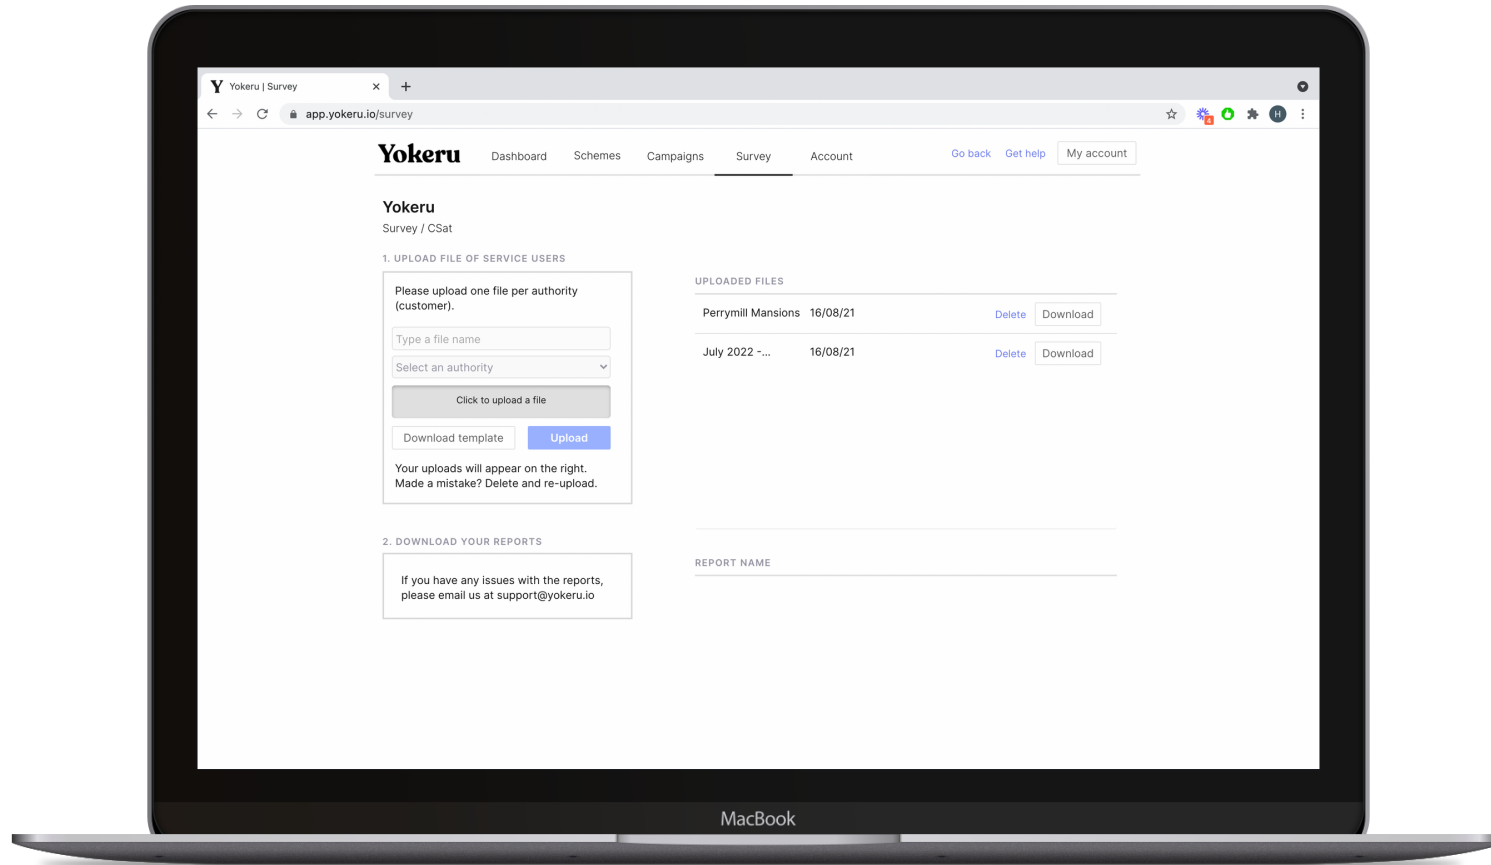 Y Yokeru | Survey
app.yokeru.io/survey
4
H
Yokeru Dashboard Schemes Campaigns Survey Account Go back Get help My account
Yokeru
Survey / CSat
1. UPLOAD FILE OF SERVICE USERS
Please upload one file per authority
(customer).
Type a file name
Select an authority
Click to upload a file
Download template Upload
Your uploads will appear on the right.
Made a mistake? Delete and re-upload.
UPLOADED FILES
Perrymill Mansions 16/08/21 Delete Download
July 2022 -... 16/08/21 Delete Download
2. DOWNLOAD YOUR REPORTS
If you have any issues with the reports,
please email us at support@yokeru.io
REPORT NAME
MacBook